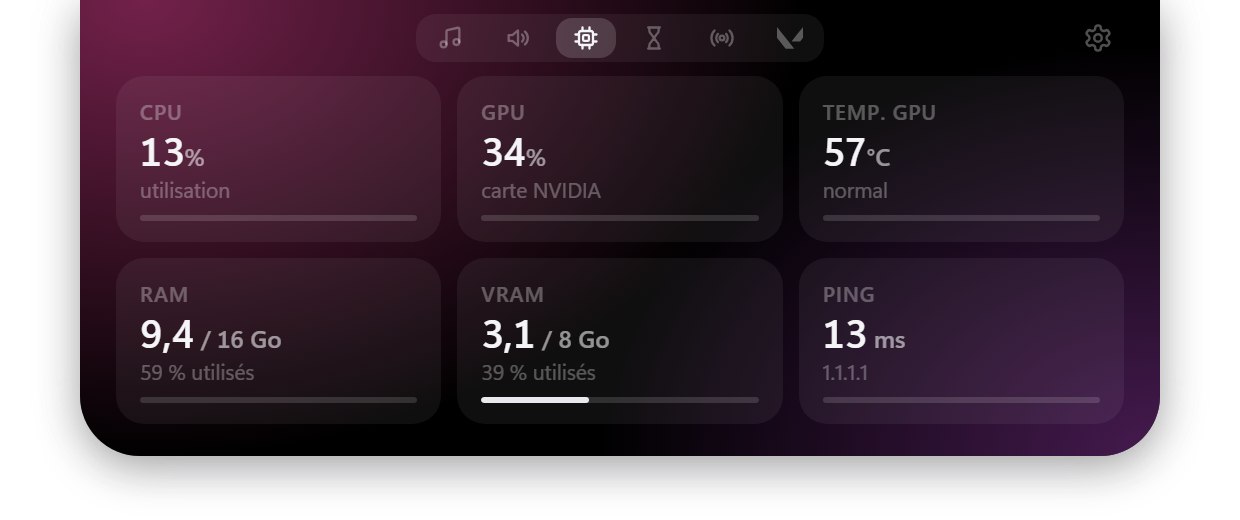 CPU
13%
utilisation
GPU
34%
carte NVIDIA
TEMP. GPU
57°C
normal
RAM
9,4 / 16 Go
59 % utilisés
VRAM
3,1 / 8 Go
39 % utilisés
PING
13 ms
1.1.1.1